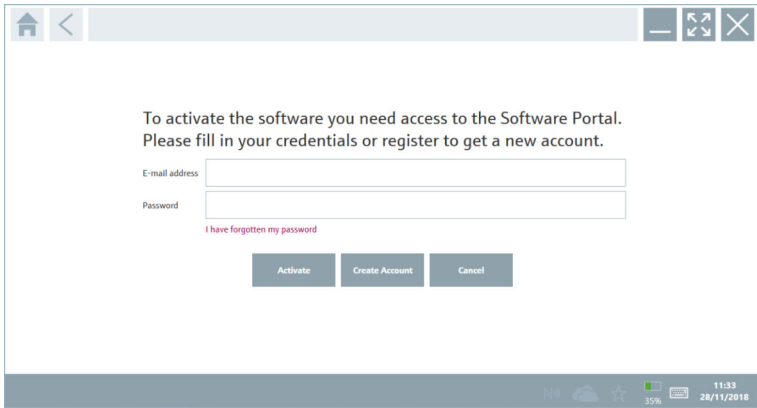 To activate the software you need access to the Software Portal.
Please fill in your credentials or register to get a new account.
E-mail address
Password
I have forgotten my password
Activate
Create Account
Cancel
35%
11:33
28/11/2018